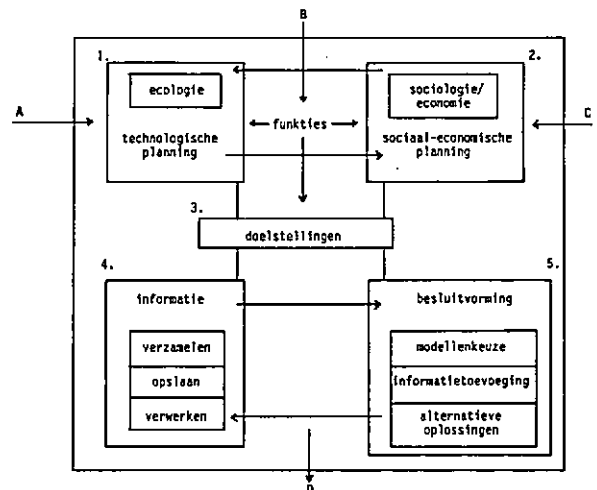 B
1.
2.
ecologie
sociologie/
economie
A
C
funkties
technologische
planning
sociaal-economische
planning
3.
doelstellingen
4.
5.
informatie
besluitvorming
verzamelen
modellenkeuze
opslaan
informatietoevoeging
verwerken
alternatieve
oplossingen
D